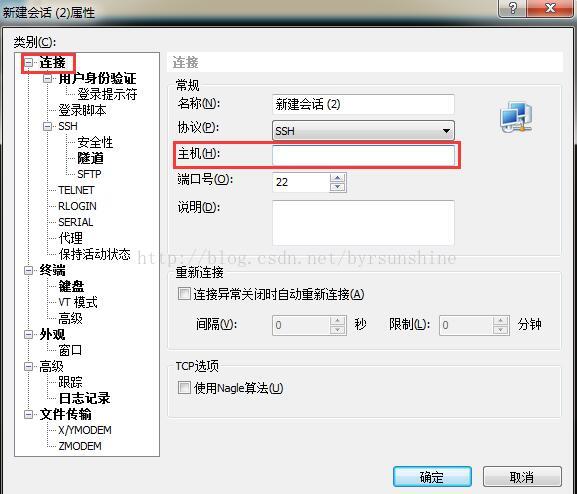 新建会话 (2)属性
类别(C):
连接
用户身份验证
登录提示符
登录脚本
SSH
安全性
隧道
SFTP
TELNET
RLOGIN
SERIAL
代理
保持活动状态
终端
键盘
VT 模式
高级
外观
窗口
高级
跟踪
日志记录
文件传输
X/YMODEM
ZMODEM
连接
常规
名称(N): 新建会话 (2)
协议(P): SSH
主机(H):
端口号(O): 22
说明(D):
http://blog.csdn.net/byrsunshine
重新连接
连接异常关闭时自动重新连接(A)
间隔(V): 0 秒 限制(L): 0 分钟
TCP选项
使用Nagle算法(U)
确定 取消